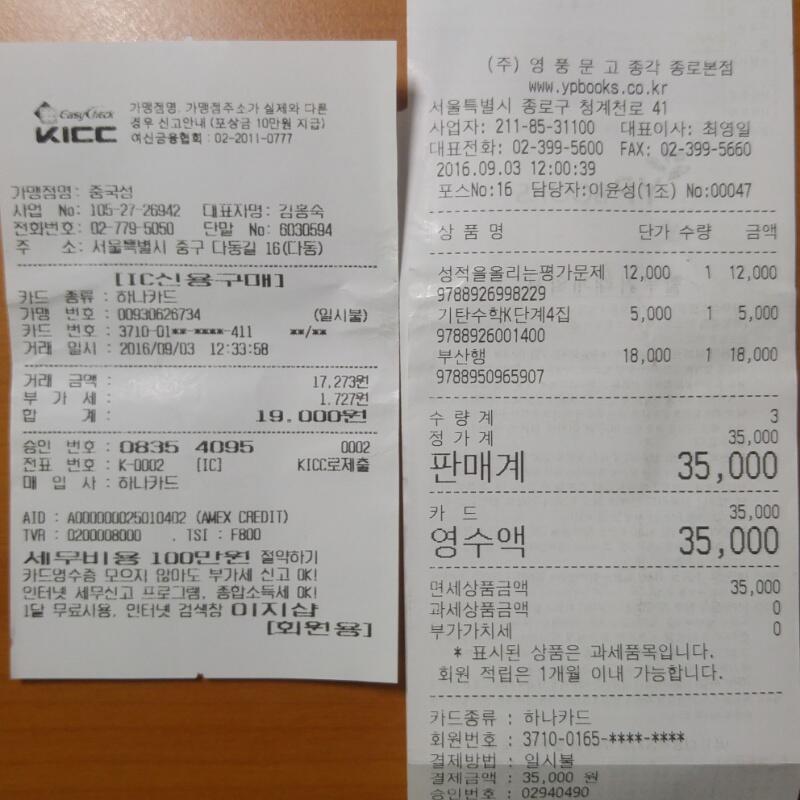 EasyCheck
KICC
가맹점명, 가맹점주소가 실제와 다른
경우 신고안내 (포상금 10만원 지급)
여신금융협회 : 02-2011-0777
가맹점명: 중국성
사업 No: 105-27-26942 대표자명: 김홍숙
전화번호: 02-779-5050 단말 No: 6030594
주 소: 서울특별시 중구 다동길 16(다동)
[IC신용구매]
카드 종류 : 하나카드
가맹 번호 : 00930626734 (일시불)
카드 번호 : 3710-01**-****-411 **/**
거래 일시 : 2016/09/03 12:33:58
거래 금액 : 17,273원
부 가 세 : 1,727원
합 계 : 19,000원
승인 번호 : 0835 4095 0002
전표 번호 : K-0002 [IC] KICC로제출
매 입 사 : 하나카드
AID : A000000025010402 (AMEX CREDIT)
TVR : 0200008000 . TSI : F800
세무비용 100만원 절약하기
카드영수증 모으지 않아도 부가세 신고 OK!
인터넷 세무신고 프로그램, 종합소득세 OK!
1달 무료사용, 인터넷 검색창 이지샵
[회원용]
(주) 영 풍 문 고 종각 종로본점
www.ypbooks.co.kr
서울특별시 종로구 청계천로 41
사업자: 211-85-31100 대표이사: 최영일
대표전화: 02-399-5600 FAX: 02-399-5660
2016.09.03 12:00:39
포스No:16 담당자:이윤성(1조) No:00047
상 품 명 단가 수량 금액
성적을올리는평가문제 12,000 1 12,000
9788926998229
기탄수학K단계4집 5,000 1 5,000
9788926001400
부산행 18,000 1 18,000
9788950965907
수 량 계 3
정 가 계 35,000
판매계 35,000
카 드 35,000
영수액 35,000
면세상품금액 35,000
과세상품금액 0
부가가치세 0
* 표시된 상품은 과세품목입니다.
회원 적립은 1개월 이내 가능합니다.
카드종류 : 하나카드
회원번호 : 3710-0165-****-****
결제방법 : 일시불
결제금액 : 35,000 원
승인번호 : 02940490